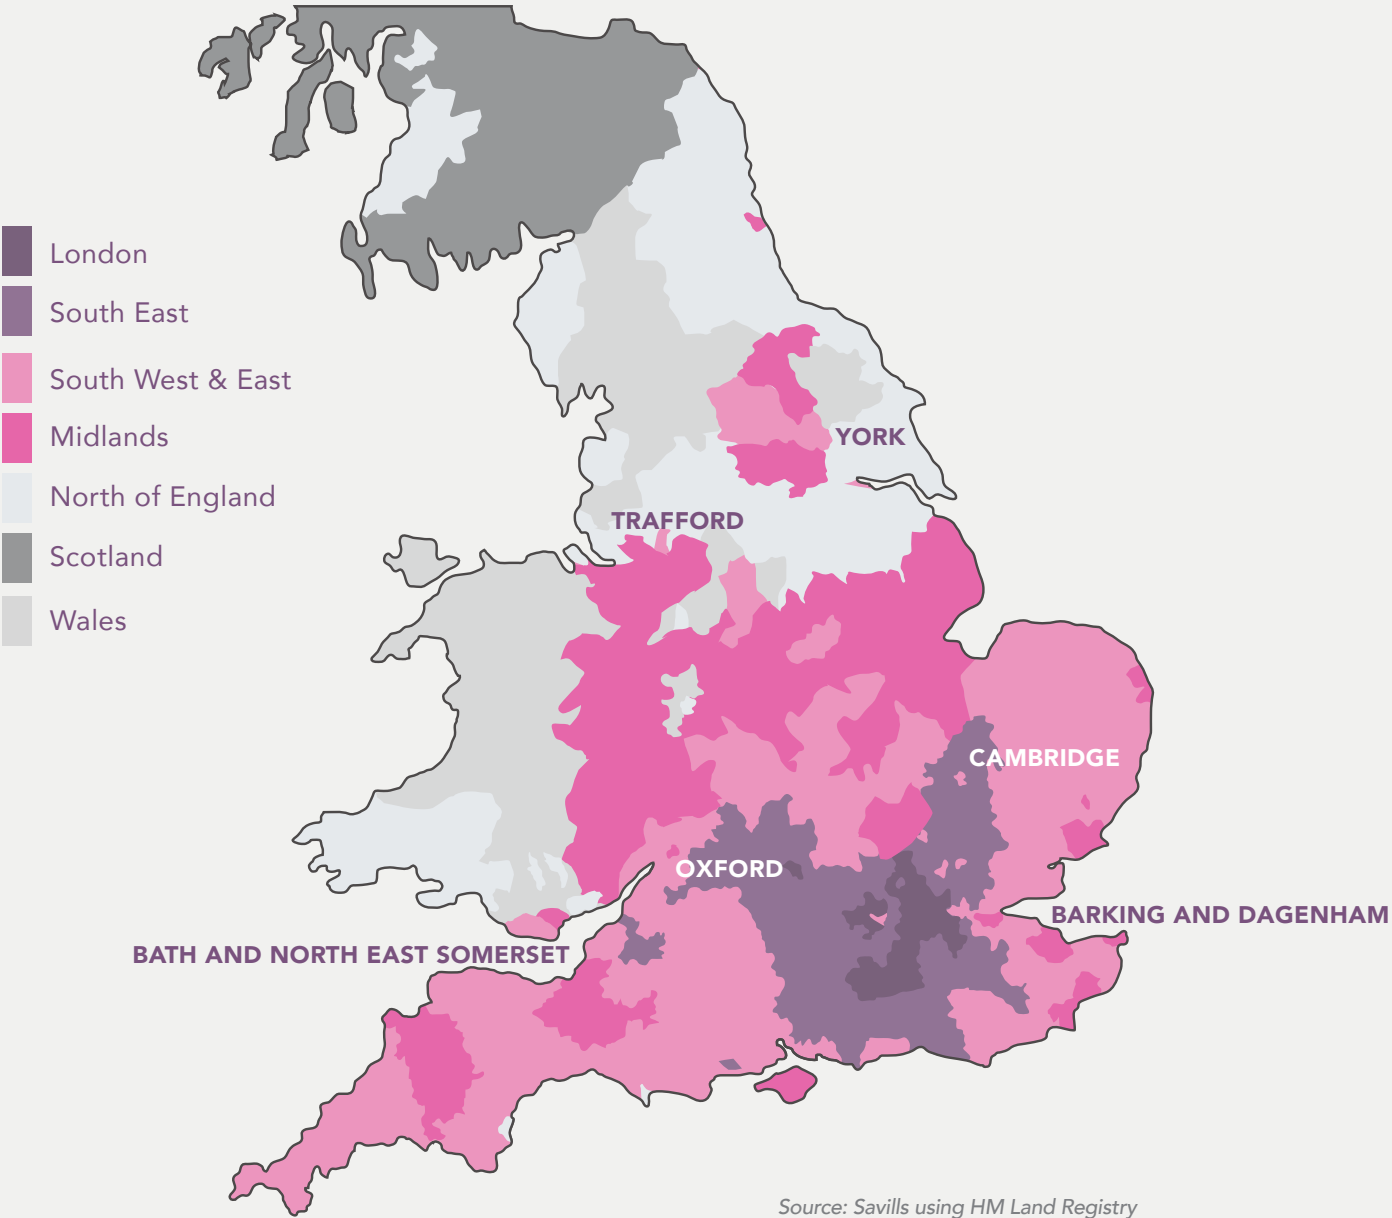 London
South East
South West & East
Midlands
North of England
Scotland
Wales
YORK
TRAFFORD
CAMBRIDGE
OXFORD
BARKING AND DAGENHAM
BATH AND NORTH EAST SOMERSET
Source: Savills using HM Land Registry